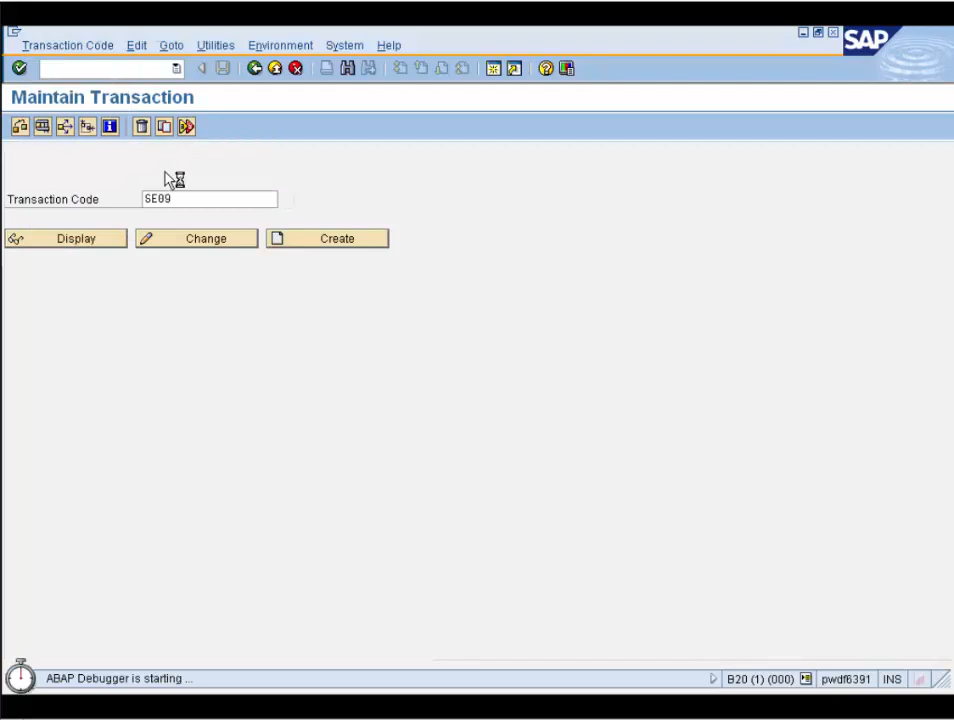 Transaction Code Edit Goto Utilities Environment System Help
SAP
Maintain Transaction
Transaction Code SE09
Display Change Create
ABAP Debugger is starting ... B20 (1) (000) pwdf6391 INS